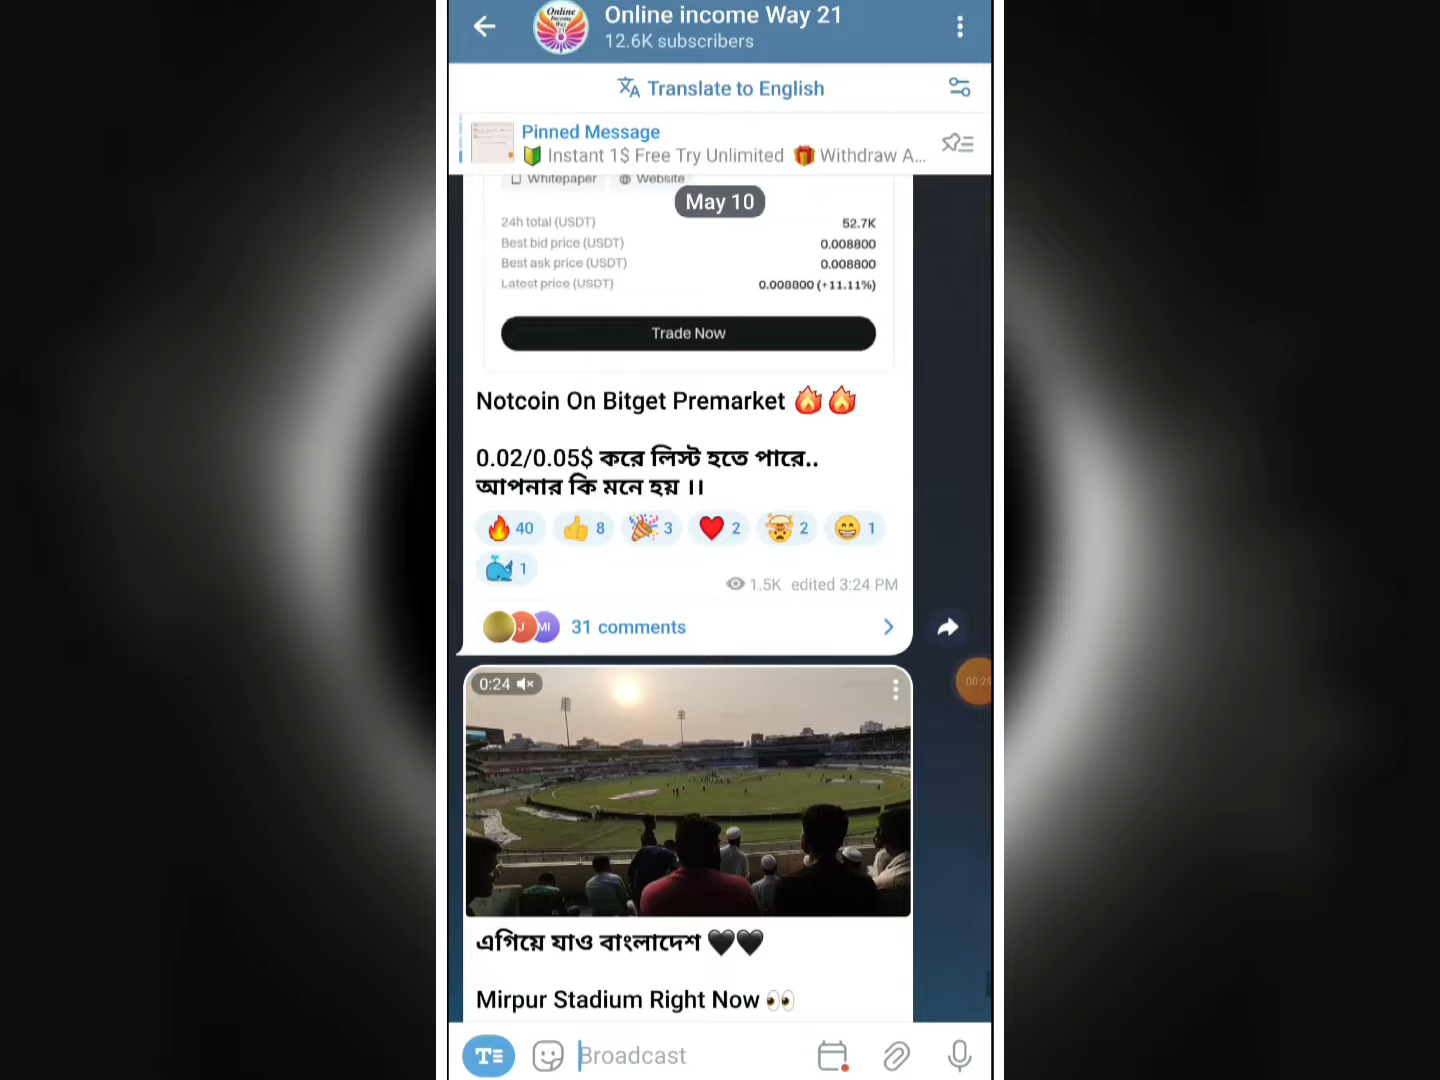 Online income Way 21
12.6K subscribers
Translate to English
Pinned Message
🔰 Instant 1$ Free Try Unlimited 🎁 Withdraw A...
Whitepaper Website
May 10
24h total (USDT) 52.7K
Best bid price (USDT) 0.008800
Best ask price (USDT) 0.008800
Latest price (USDT) 0.008800 (+11.11%)
Trade Now
Notcoin On Bitget Premarket 🔥🔥
0.02/0.05$ করে লিস্ট হতে পারে..
আপনার কি মনে হয় ।।
🔥 40 👍 8 🎉 3 ❤️ 2 🤯 2 😁 1
🐳 1
1.5K edited 3:24 PM
J MI 31 comments
00:29
0:24
এগিয়ে যাও বাংলাদেশ 🖤🖤
Mirpur Stadium Right Now 👀
Broadcast